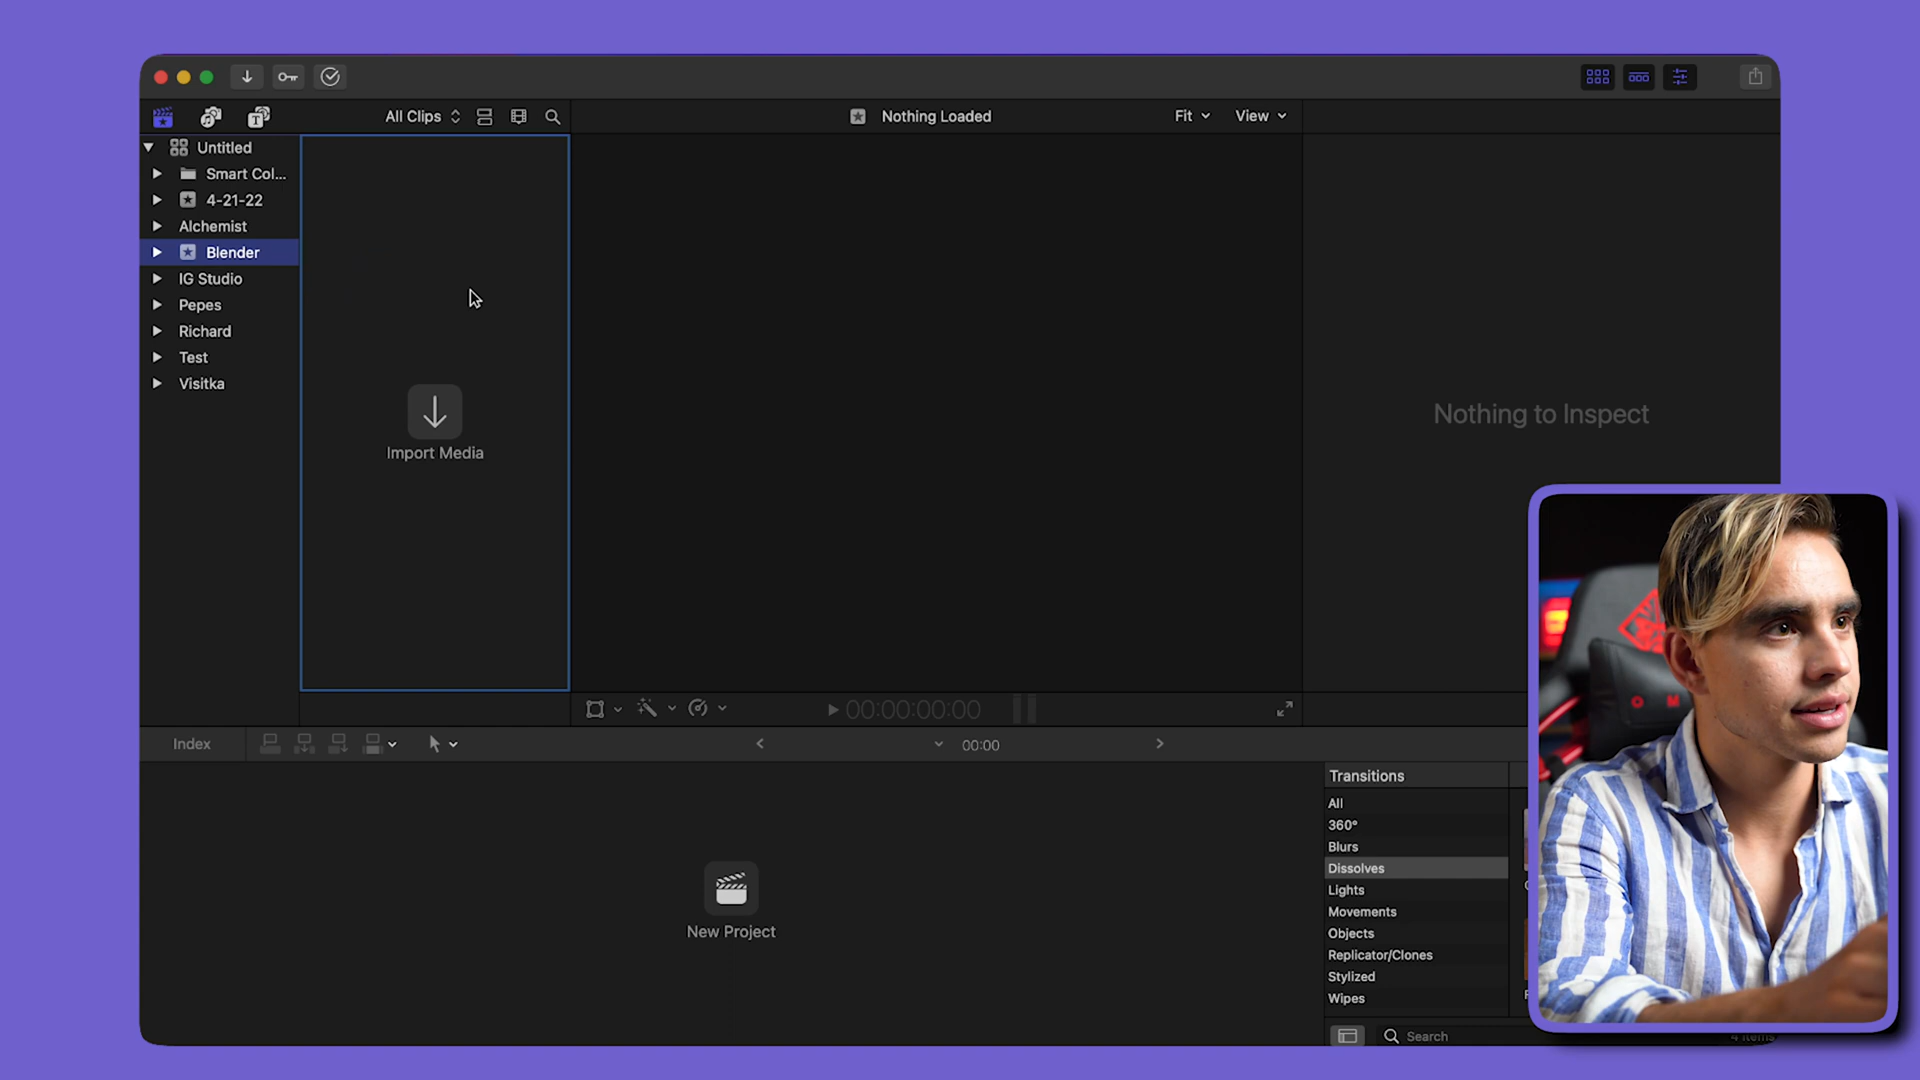 All Clips
Nothing Loaded
Fit
View
Untitled
Smart Col...
4-21-22
Alchemist
Blender
IG Studio
Pepes
Richard
Test
Visitka
Import Media
Nothing to Inspect
00:00:00:00
Index
00:00
New Project
Transitions
All
360°
Blurs
Dissolves
Lights
Movements
Objects
Replicator/Clones
Stylized
Wipes
Search
4 items
O M